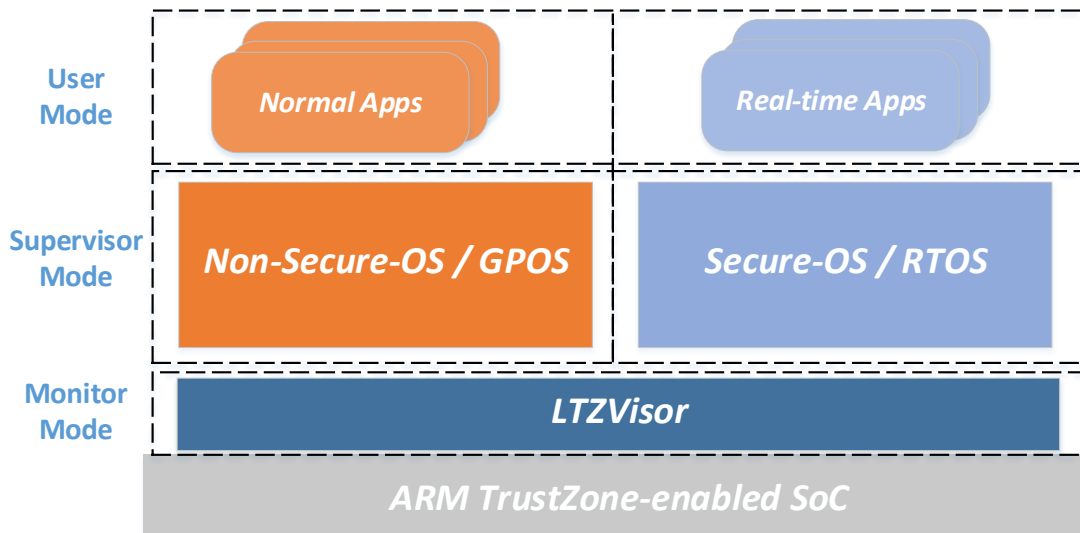 User
Mode
Normal Apps
Real-time Apps
Supervisor
Mode
Non-Secure-OS / GPOS
Secure-OS / RTOS
Monitor
Mode
LTZVisor
ARM TrustZone-enabled SoC